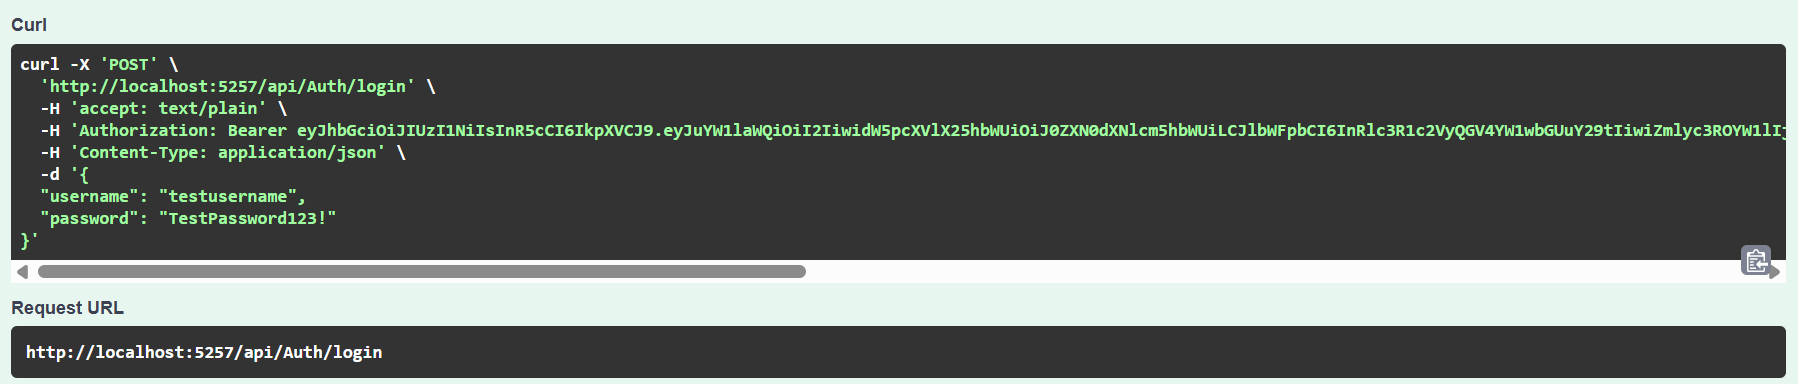 Curl
curl -X 'POST' \
'http://localhost:5257/api/Auth/login' \
-H 'accept: text/plain' \
-H 'Authorization: Bearer eyJhbGciOiJIUzI1NiIsInR5cCI6IkpXVCJ9.eyJuYW1laWQiOiI2IiwidW5pcXVlX25hbWUiOiJ0ZXN0dXNlcm5hbWUiLCJlbWFpbCI6InRlc3R1c2VyQGV4YW1wbGUuY29tIiwiZmlyc3ROYW1lIj
-H 'Content-Type: application/json' \
-d '{
"username": "testusername",
"password": "TestPassword123!"
}'
Request URL
http://localhost:5257/api/Auth/login